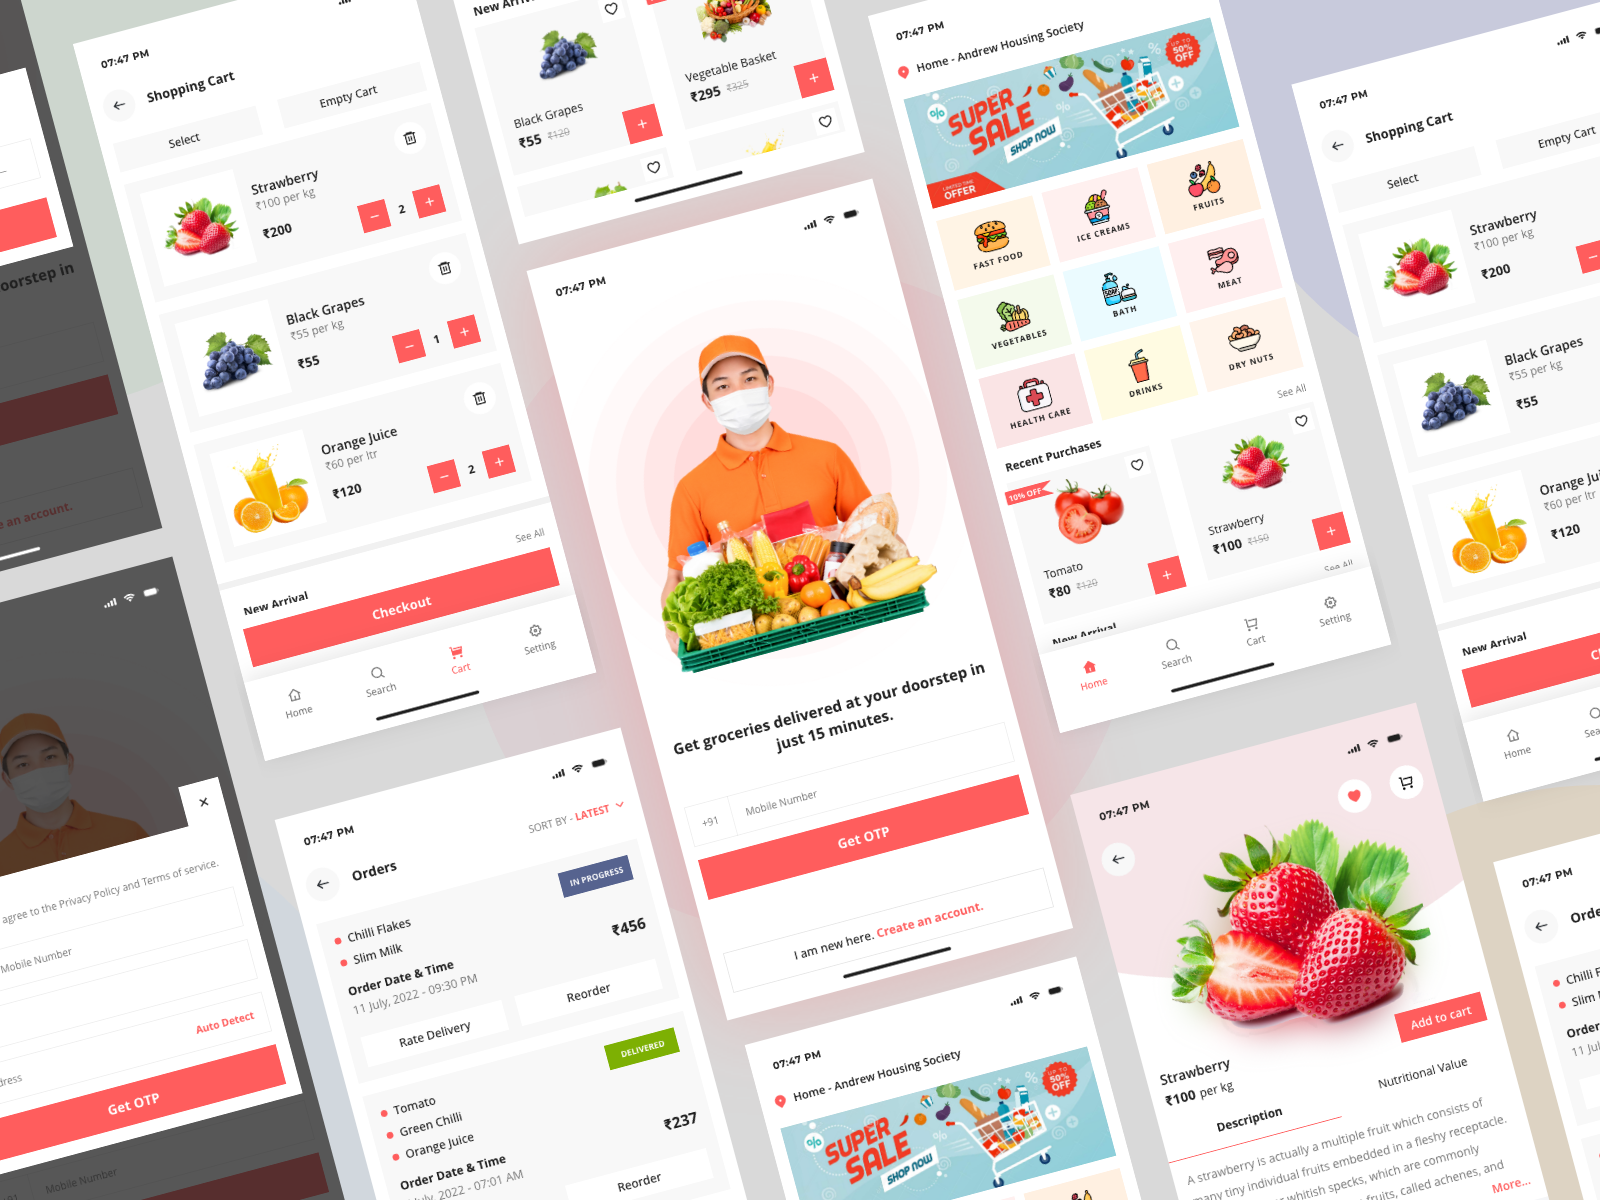 oorstep in
e an account.
agree to the Privacy Policy and Terms of service.
Mobile Number
Auto Detect
dress
Get OTP
Mobile Number
07:47 PM
Shopping Cart
Select
Empty Cart
Strawberry
₹100 per kg
₹200
2
Black Grapes
₹55 per kg
₹55
1
Orange Juice
₹60 per ltr
₹120
2
See All
New Arrival
Checkout
Home
Search
Cart
Setting
New Arri
Black Grapes
₹55 ₹120
Vegetable Basket
₹295 ₹325
07:47 PM
Get groceries delivered at your doorstep in
just 15 minutes.
+91
Mobile Number
Get OTP
I am new here. Create an account.
07:47 PM
SORT BY - LATEST
Orders
IN PROGRESS
Chilli Flakes
Slim Milk
₹456
Order Date & Time
11 July, 2022 - 09:30 PM
Rate Delivery
Reorder
DELIVERED
Tomato
Green Chilli
Orange Juice
₹237
Order Date & Time
July, 2022 - 07:01 AM
Reorder
07:47 PM
Home - Andrew Housing Society
SUPER
SALE
SHOP NOW
UP TO
50%
OFF
LIMITED TIME
OFFER
FAST FOOD
ICE CREAMS
FRUITS
VEGETABLES
BATH
MEAT
HEALTH CARE
DRINKS
DRY NUTS
See All
Recent Purchases
10% OFF
Tomato
₹80 ₹120
Strawberry
₹100 ₹150
See All
New Arrival
Home
Search
Cart
Setting
07:47 PM
Home - Andrew Housing Society
SUPER
SALE
SHOP NOW
UP TO
50%
OFF
07:47 PM
Shopping Cart
Select
Empty Cart
Strawberry
₹100 per kg
₹200
Black Grapes
₹55 per kg
₹55
Orange Jui
₹60 per ltr
₹120
New Arrival
Ch
Home
Sea
07:47 PM
Add to cart
Strawberry
₹100 per kg
Description
Nutritional Value
A strawberry is actually a multiple fruit which consists of
many tiny individual fruits embedded in a fleshy receptacle.
whitish specks, which are commonly
fruits, called achenes, and
More...
07:47 PM
Orde
Chilli F
Slim M
Order
11 Jul